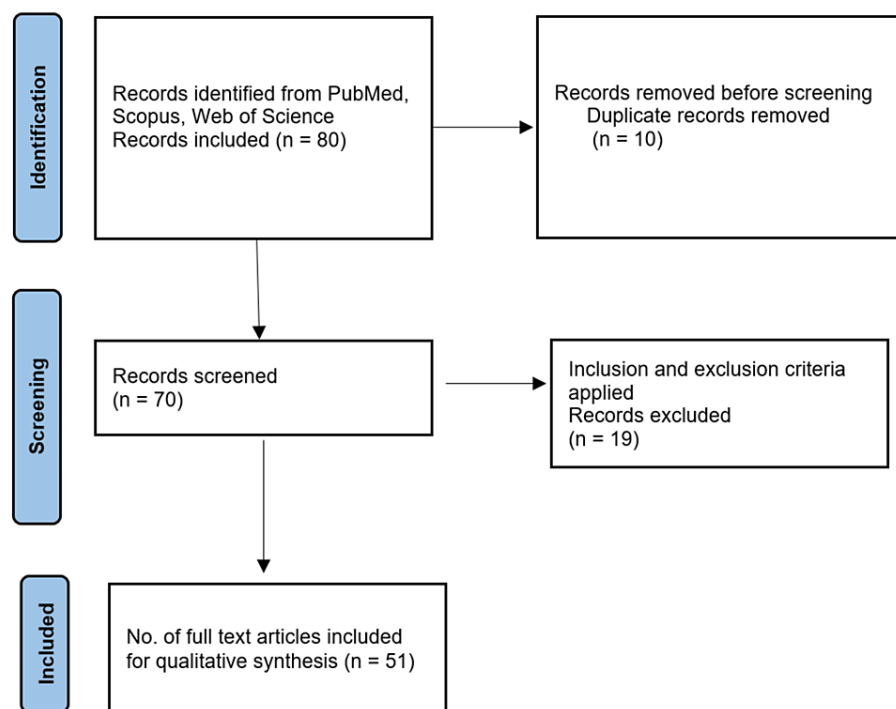 Identification
Records identified from PubMed,
Scopus, Web of Science
Records included (n = 80)
Records removed before screening
Duplicate records removed
(n = 10)
Screening
Records screened
(n = 70)
Inclusion and exclusion criteria
applied
Records excluded
(n = 19)
Included
No. of full text articles included
for qualitative synthesis (n = 51)